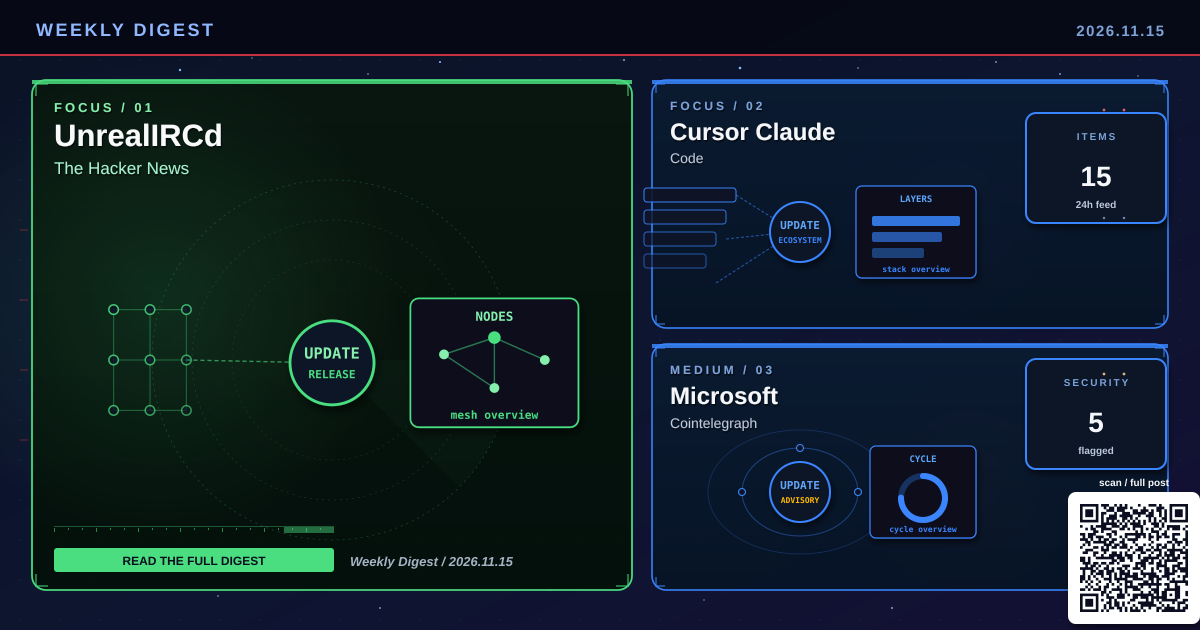 WEEKLY DIGEST
2026.11.15
FOCUS / 01
UnrealIRCd
The Hacker News
NODES
UPDATE
RELEASE
mesh overview
READ THE FULL DIGEST
Weekly Digest / 2026.11.15
FOCUS / 02
Cursor Claude
Code
UPDATE
ECOSYSTEM
LAYERS
stack overview
ITEMS
15
24h feed
MEDIUM / 03
Microsoft
Cointelegraph
UPDATE
ADVISORY
CYCLE
cycle overview
SECURITY
5
flagged
scan / full post